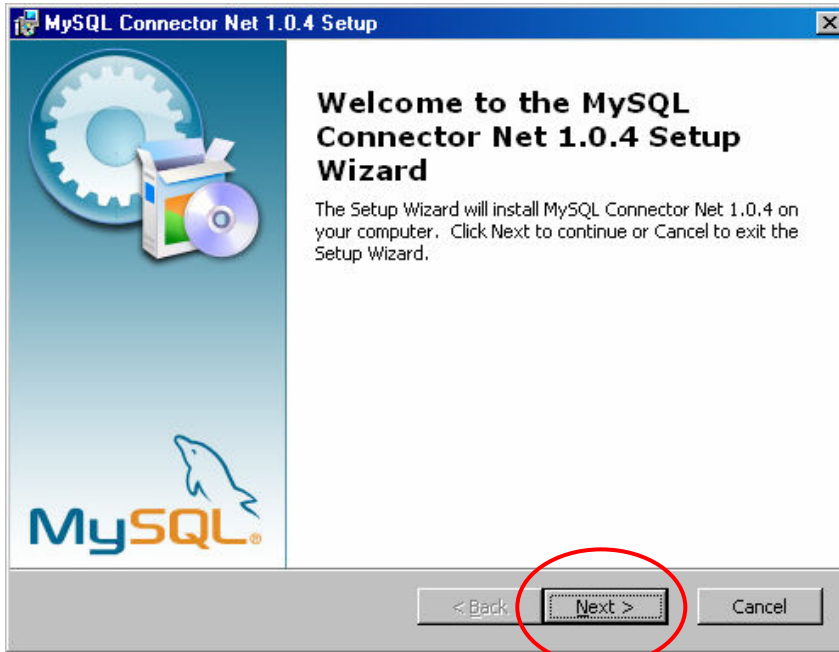 MySQL Connector Net 1.0.4 Setup
Welcome to the MySQL
Connector Net 1.0.4 Setup
Wizard
The Setup Wizard will install MySQL Connector Net 1.0.4 on
your computer. Click Next to continue or Cancel to exit the
Setup Wizard.
MySQL®
< Back Next > Cancel